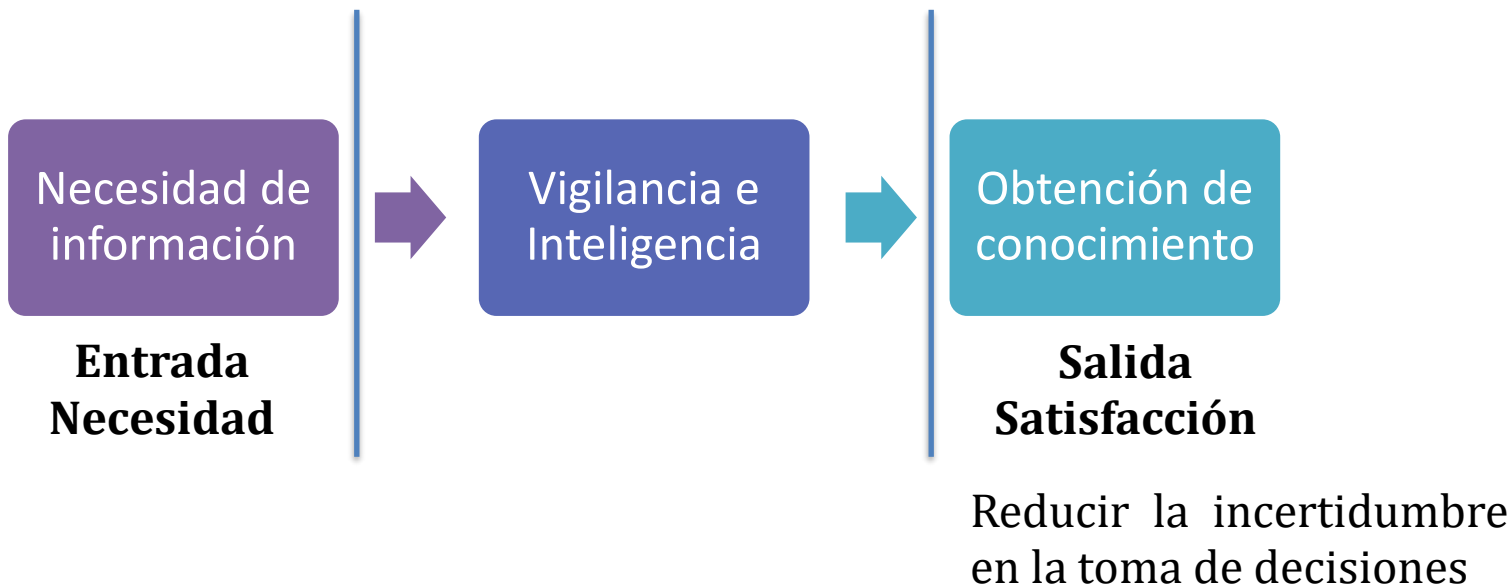 Necesidad de
información
Vigilancia e
Inteligencia
Obtención de
conocimiento
Entrada
Necesidad
Salida
Satisfacción
Reducir la incertidumbre
en la toma de decisiones